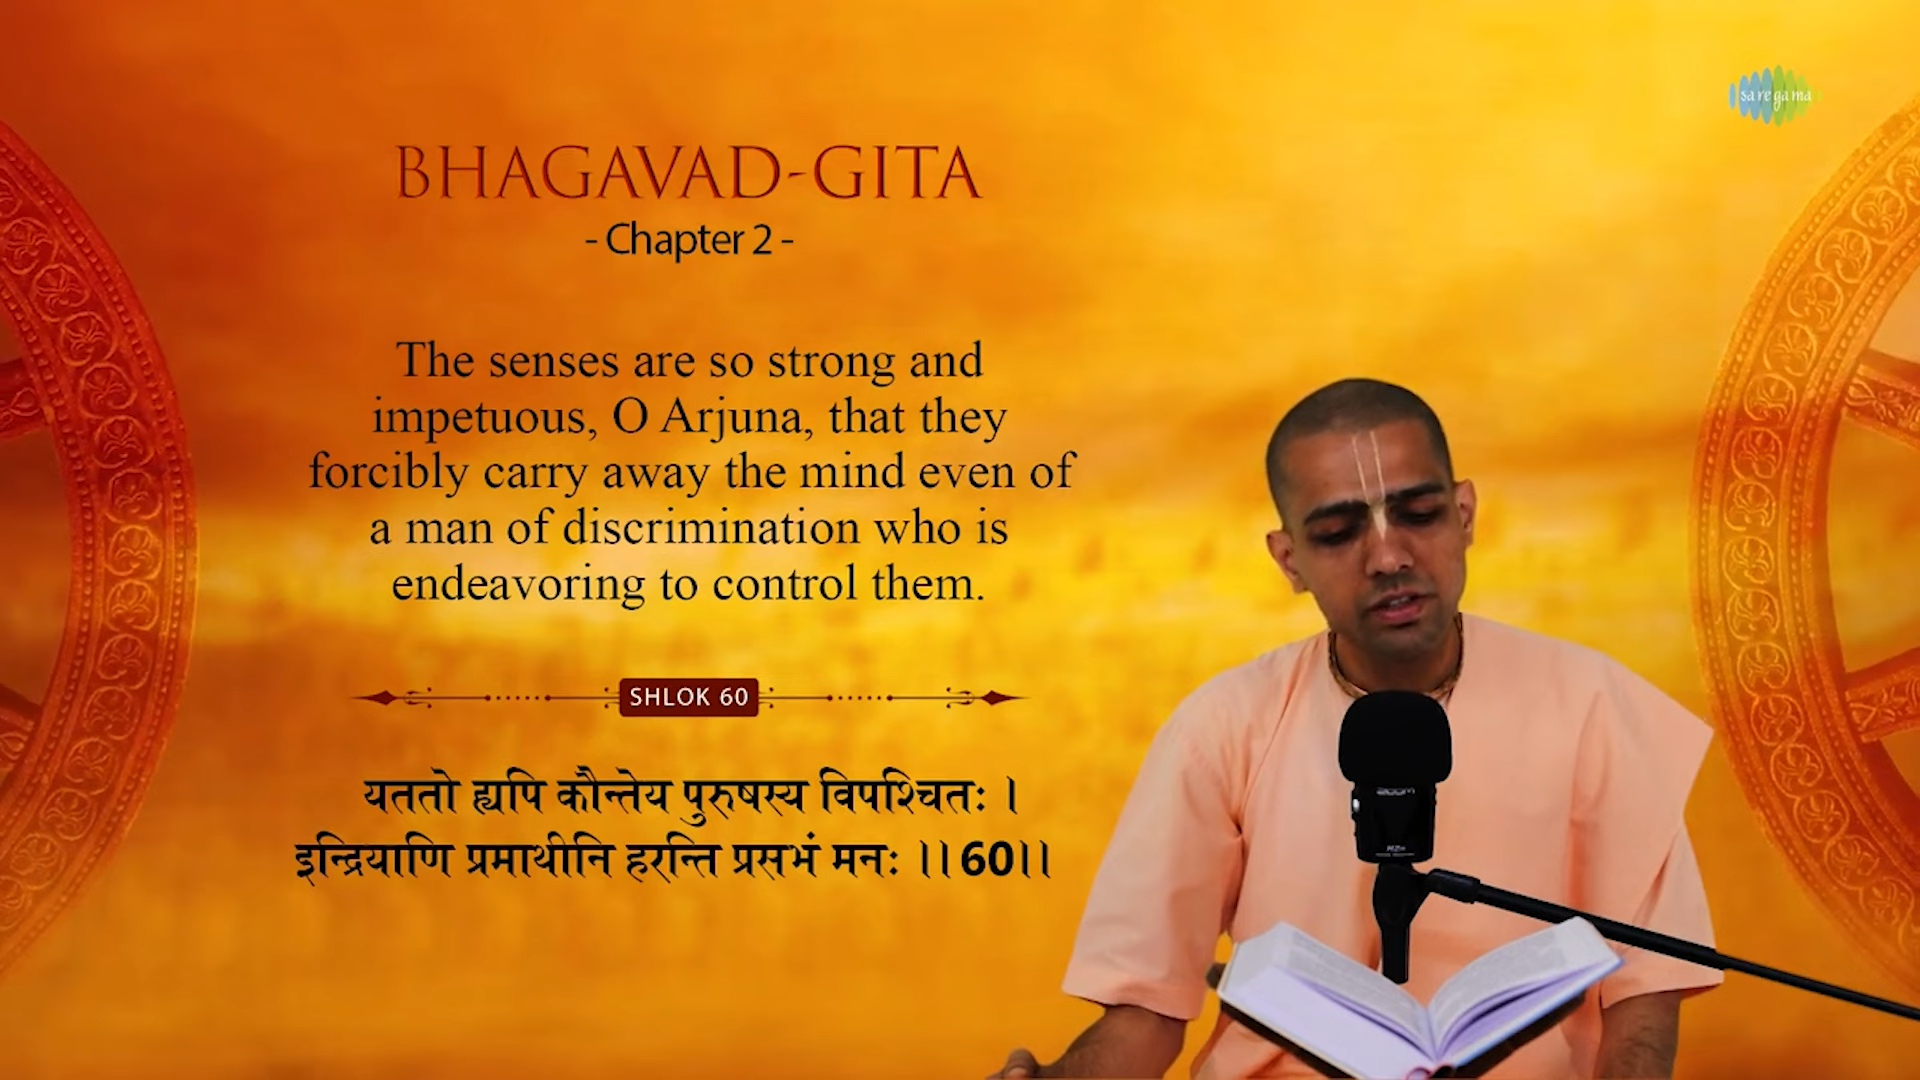 saregama
BHAGAVAD-GITA
- Chapter 2 -
The senses are so strong and
impetuous, O Arjuna, that they
forcibly carry away the mind even of
a man of discrimination who is
endeavoring to control them.
SHLOK 60
यततो ह्यपि कौन्तेय पुरुषस्य विपश्चितः ।
इन्द्रियाणि प्रमाथीनि हरन्ति प्रसभं मनः ।।60।।
zoom